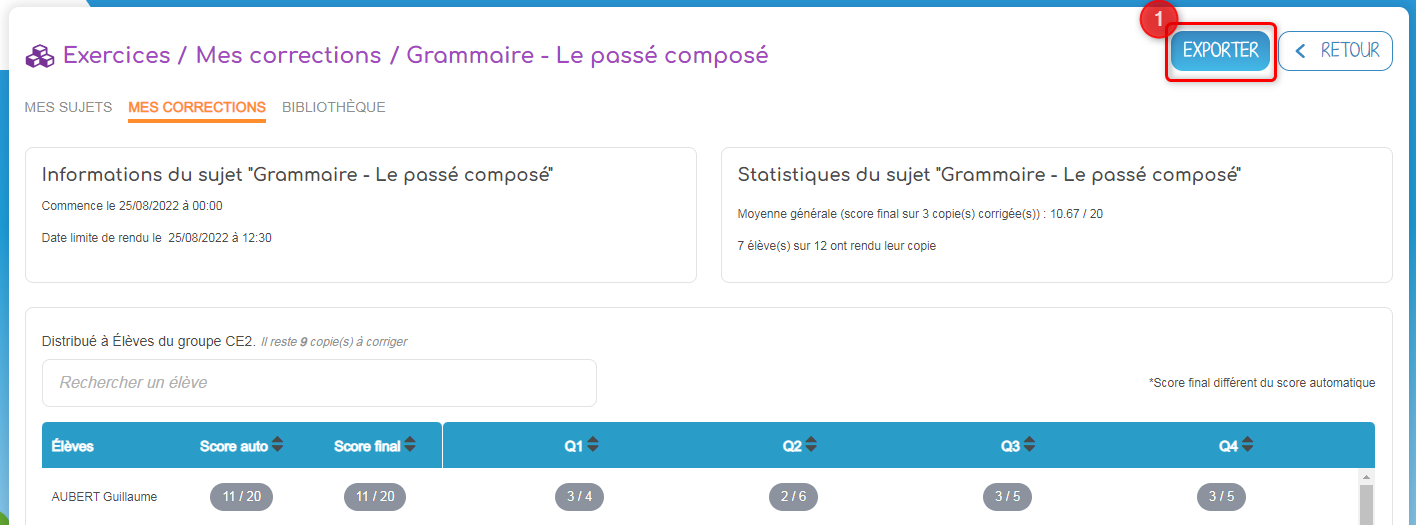 1
Exercices / Mes corrections / Grammaire - Le passé composé
EXPORTER
RETOUR
MES SUJETS MES CORRECTIONS BIBLIOTHÈQUE
Informations du sujet "Grammaire - Le passé composé"
Commence le 25/08/2022 à 00:00
Date limite de rendu le 25/08/2022 à 12:30
Statistiques du sujet "Grammaire - Le passé composé"
Moyenne générale (score final sur 3 copie(s) corrigée(s)) : 10.67 / 20
7 élève(s) sur 12 ont rendu leur copie
Distribué à Élèves du groupe CE2. Il reste 9 copie(s) à corriger
Rechercher un élève
*Score final différent du score automatique
Élèves Score auto Score final Q1 Q2 Q3 Q4
AUBERT Guillaume 11 / 20 11 / 20 3 / 4 2 / 6 3 / 5 3 / 5